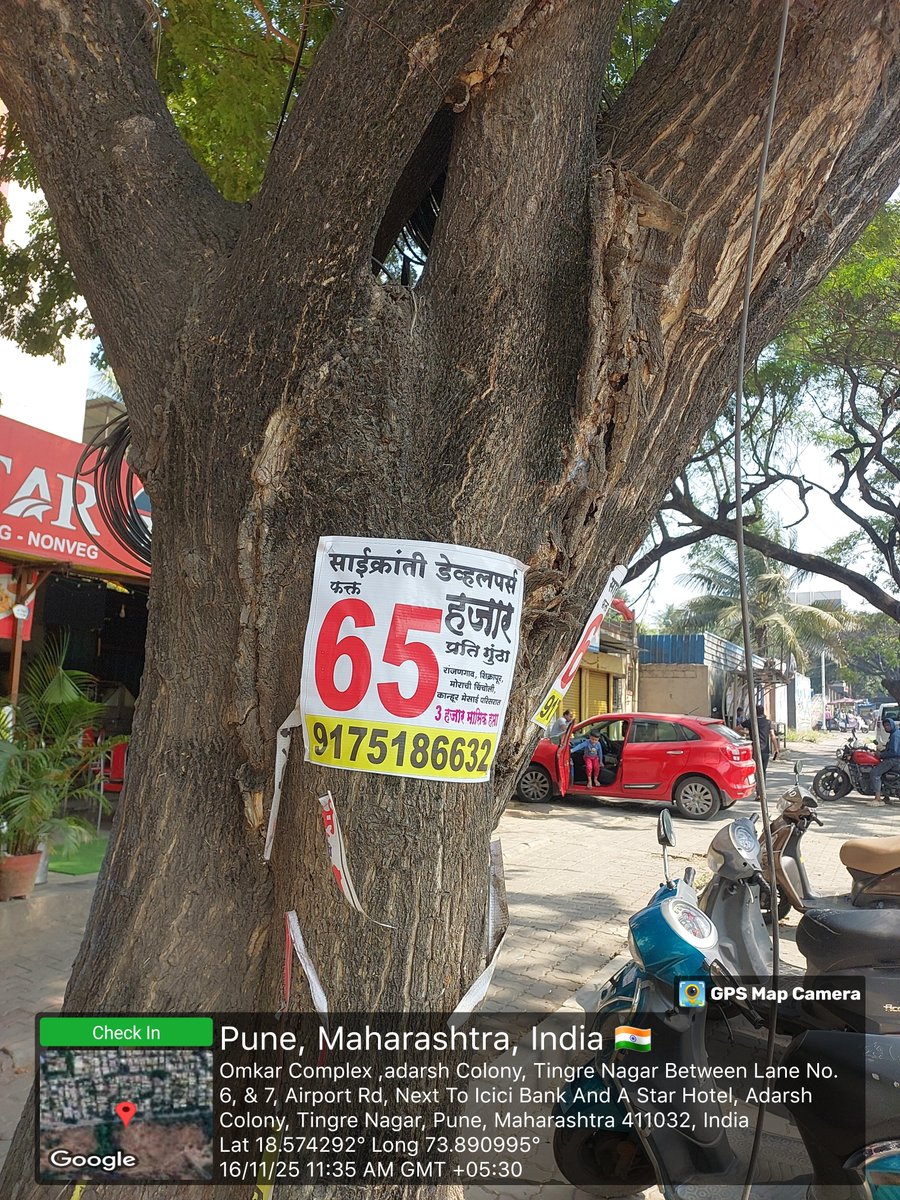 TAR
G - NONVEG
साईक्रांती डेव्हलपर्स
फक्त
65 हजार
प्रति गुंठा
रांजणगाव, शिक्रापूर,
मोराची चिंचोली,
कान्हूर मेसाई परिसरात
3 हजार मासिक हप्ता
9175186632
GPS Map Camera
Check In
Google
Pune, Maharashtra, India
Omkar Complex ,adarsh Colony, Tingre Nagar Between Lane No.
6, & 7, Airport Rd, Next To Icici Bank And A Star Hotel, Adarsh
Colony, Tingre Nagar, Pune, Maharashtra 411032, India
Lat 18.574292° Long 73.890995°
16/11/25 11:35 AM GMT +05:30